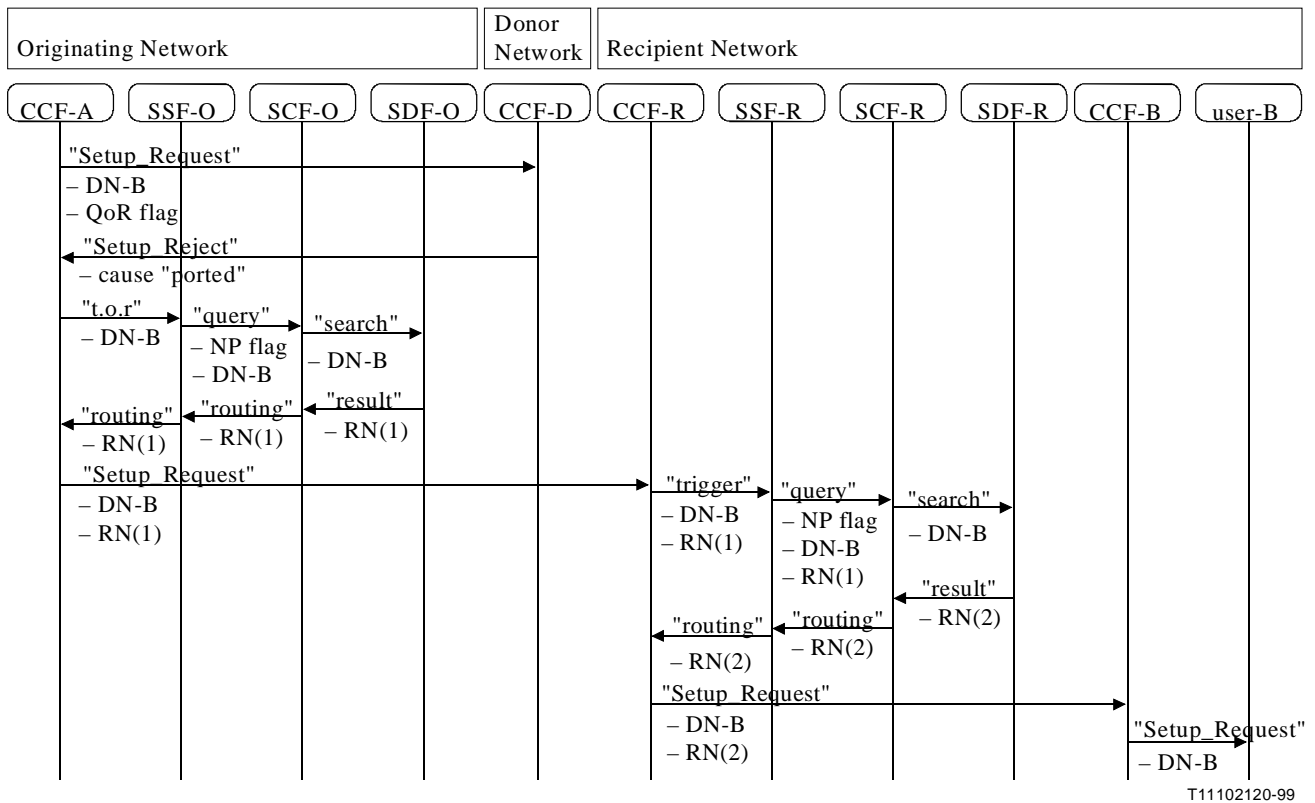 Originating Network
Donor
Network
Recipient Network
CCF-A
SSF-O
SCF-O
SDF-O
CCF-D
CCF-R
SSF-R
SCF-R
SDF-R
CCF-B
user-B
"Setup_Request"
– DN-B
– QoR flag
"Setup_Reject"
– cause "ported"
"t.o.r"
– DN-B
"query"
– NP flag
– DN-B
"search"
– DN-B
"result"
– RN(1)
"routing"
– RN(1)
"routing"
– RN(1)
"Setup_Request"
– DN-B
– RN(1)
"trigger"
– DN-B
– RN(1)
"query"
– NP flag
– DN-B
– RN(1)
"search"
– DN-B
"result"
– RN(2)
"routing"
– RN(2)
"routing"
– RN(2)
"Setup_Request"
– DN-B
– RN(2)
"Setup_Request"
– DN-B
T11102120-99